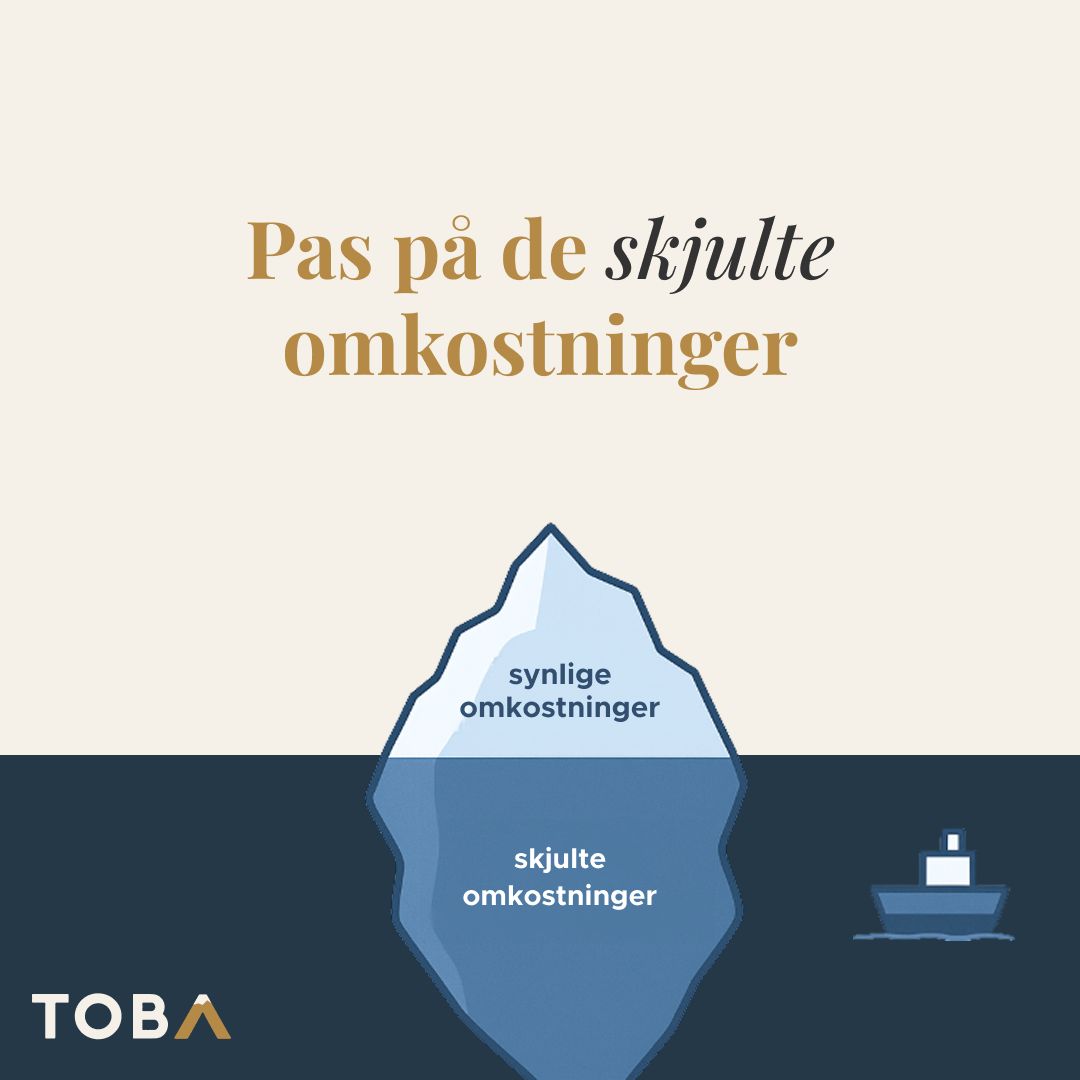 Pas på de skjulte
omkostninger
synlige
omkostninger
skjulte
omkostninger
TOBA